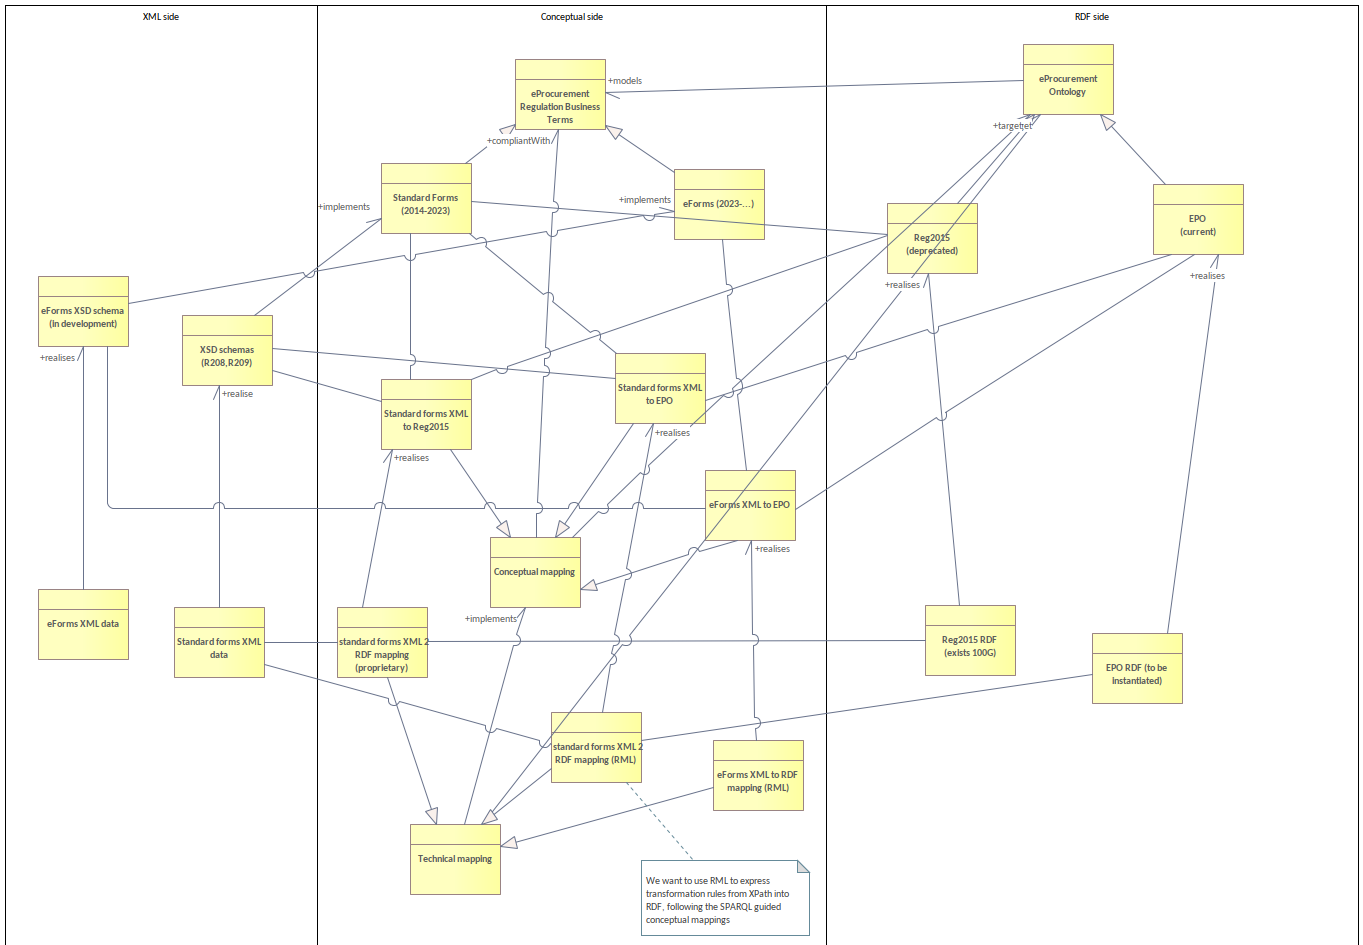 XML side
Conceptual side
RDF side
eProcurement
Regulation Business
Terms
+models
eProcurement
Ontology
+compliantWith
Standard Forms
(2014-2023)
+implements
eForms (2023-...)
+implements
Reg2015
(deprecated)
+realises
EPO
(current)
+realises
eForms XSD schema
(in development)
+realises
XSD schemas
(R208,R209)
+realise
Standard forms XML
to Reg2015
+realises
Standard forms XML
to EPO
+realises
eForms XML to EPO
+realises
Conceptual mapping
+implements
eForms XML data
Standard forms XML
data
standard forms XML 2
RDF mapping
(proprietary)
Reg2015 RDF
(exists 100G)
EPO RDF (to be
instantiated)
standard forms XML 2
RDF mapping (RML)
eForms XML to RDF
mapping (RML)
Technical mapping
We want to use RML to express
transformation rules from XPath into
RDF, following the SPARQL guided
conceptual mappings